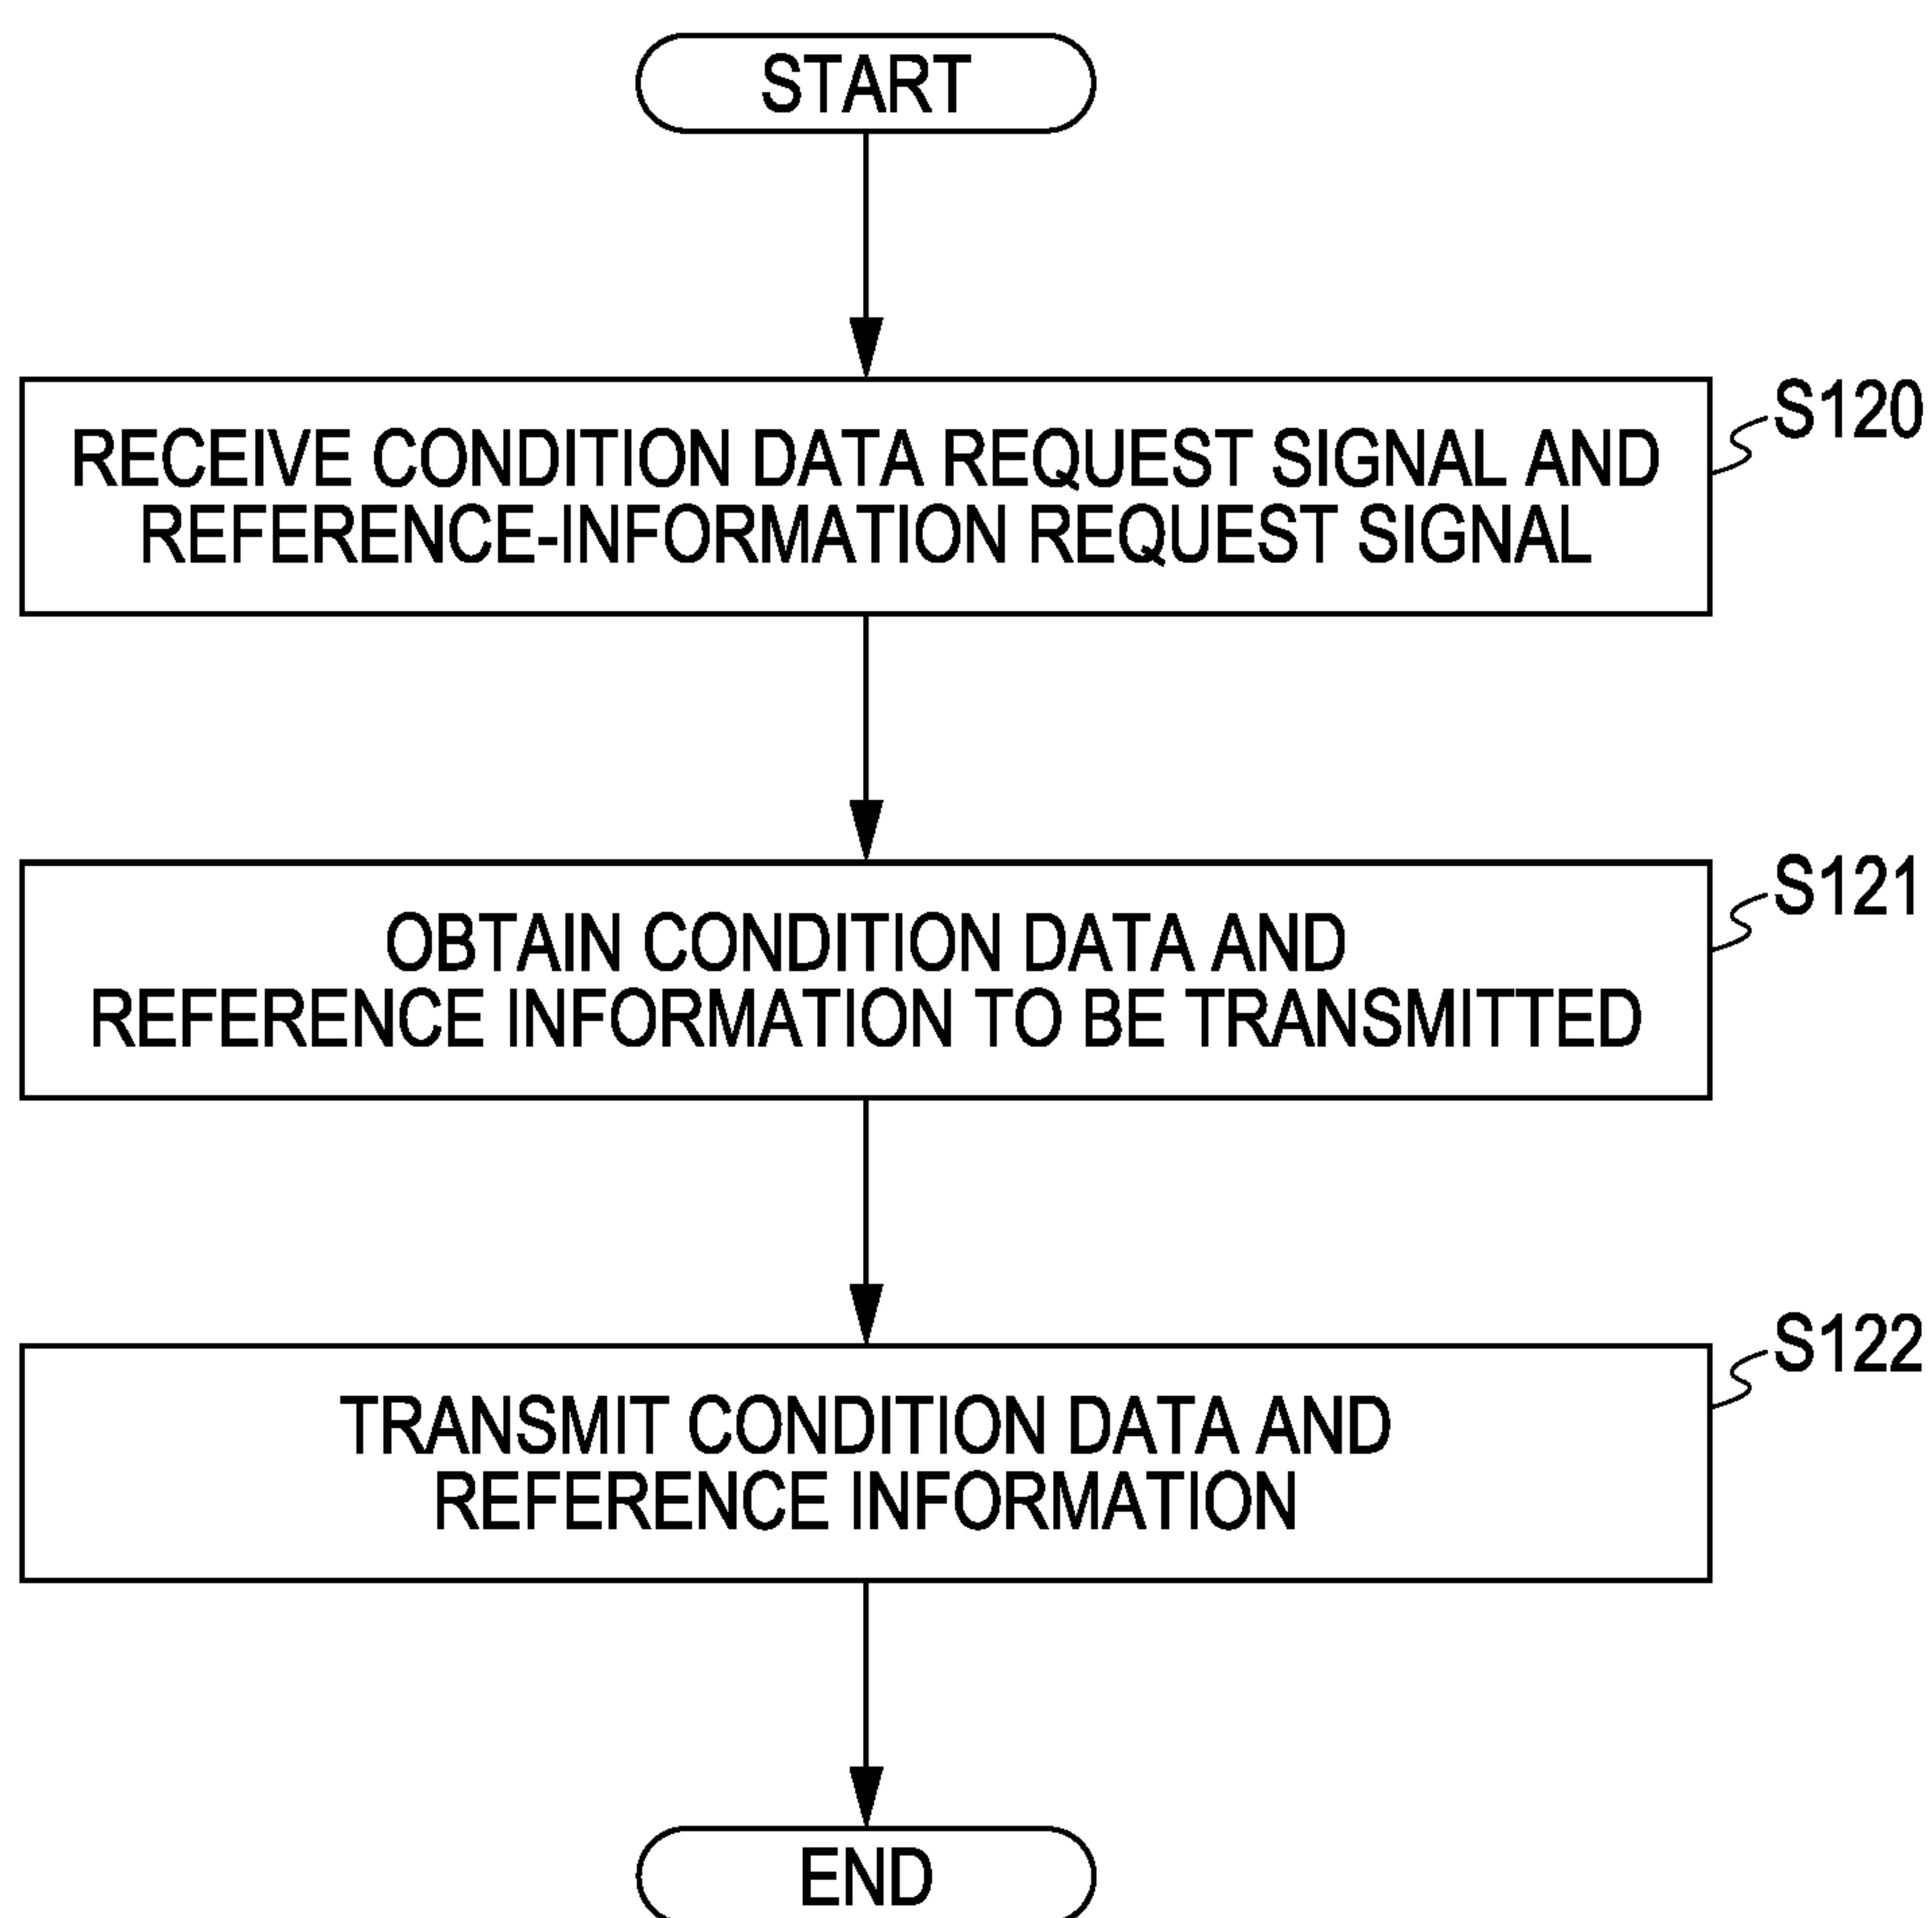 START
S120
RECEIVE CONDITION DATA REQUEST SIGNAL AND
REFERENCE-INFORMATION REQUEST SIGNAL
S121
OBTAIN CONDITION DATA AND
REFERENCE INFORMATION TO BE TRANSMITTED
S122
TRANSMIT CONDITION DATA AND
REFERENCE INFORMATION
END